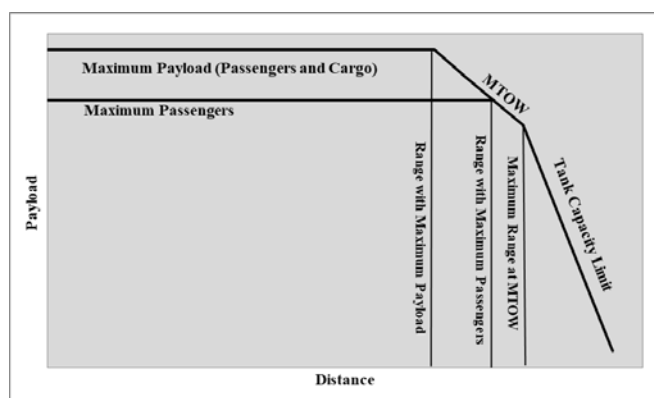 Maximum Payload (Passengers and Cargo)
MTOW
Maximum Passengers
Payload
Range with Maximum Payload
Range with Maximum Passengers
Maximum Range at MTOW
Tank Capacity Limit
Distance